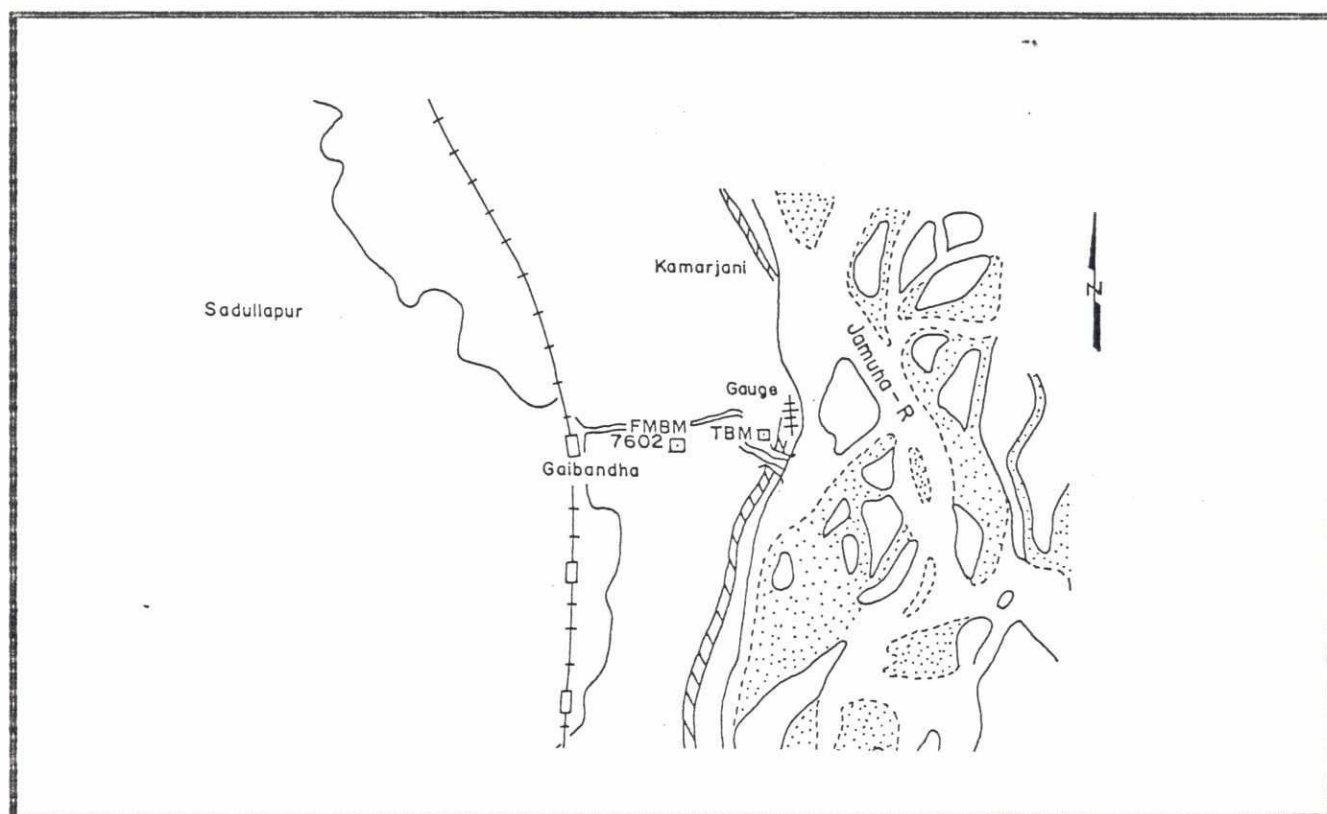 Kamarjani
Sadullapur
Jamuna - R
Gauge
FMBM
7602
TBM
Gaibandha
N